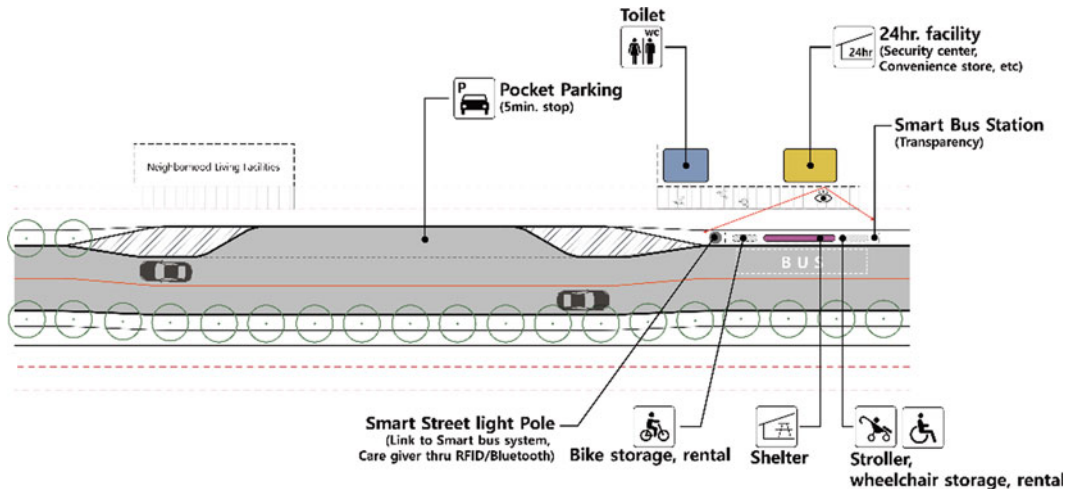 Toilet
WC
24hr
24hr. facility
(Security center,
Convenience store, etc)
P
Pocket Parking
(5min. stop)
Smart Bus Station
(Transparency)
Neighborhood Living Facilities
BUS
Smart Street light Pole
(Link to Smart bus system,
Care giver thru RFID/Bluetooth)
Bike storage, rental
Shelter
Stroller,
wheelchair storage, rental